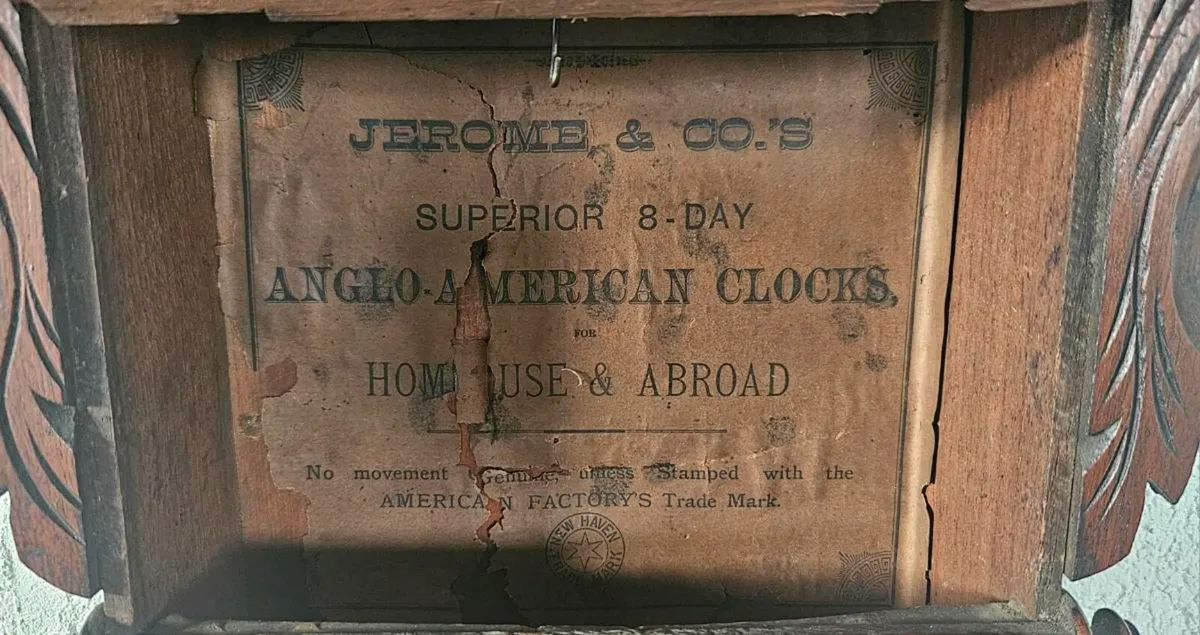 JEROME & CO.'S
SUPERIOR 8-DAY
ANGLO-AMERICAN CLOCKS,
FOR
HOM USE & ABROAD
No movement Genuine, unless Stamped with the
AMERICAN FACTORY'S Trade Mark.
NEW HAVEN
TRADE MARK